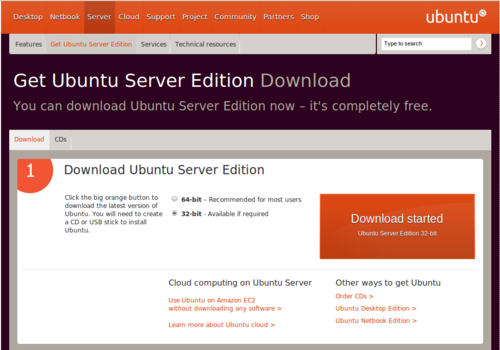 Desktop Netbook Server Cloud Support Project Community Partners Shop
ubuntu
Features Get Ubuntu Server Edition Services Technical resources
Type to search
Get Ubuntu Server Edition Download
You can download Ubuntu Server Edition now – it's completely free.
Download CDs
1 Download Ubuntu Server Edition
Click the big orange button to
download the latest version of
Ubuntu. You will need to create
a CD or USB stick to install
Ubuntu.
64-bit – Recommended for most users
32-bit - Available if required
Download started
Ubuntu Server Edition 32-bit
Cloud computing on Ubuntu Server
Use Ubuntu on Amazon EC2
without downloading any software >
Learn more about Ubuntu cloud >
Other ways to get Ubuntu
Order CDs >
Ubuntu Desktop Edition >
Ubuntu Netbook Edition >